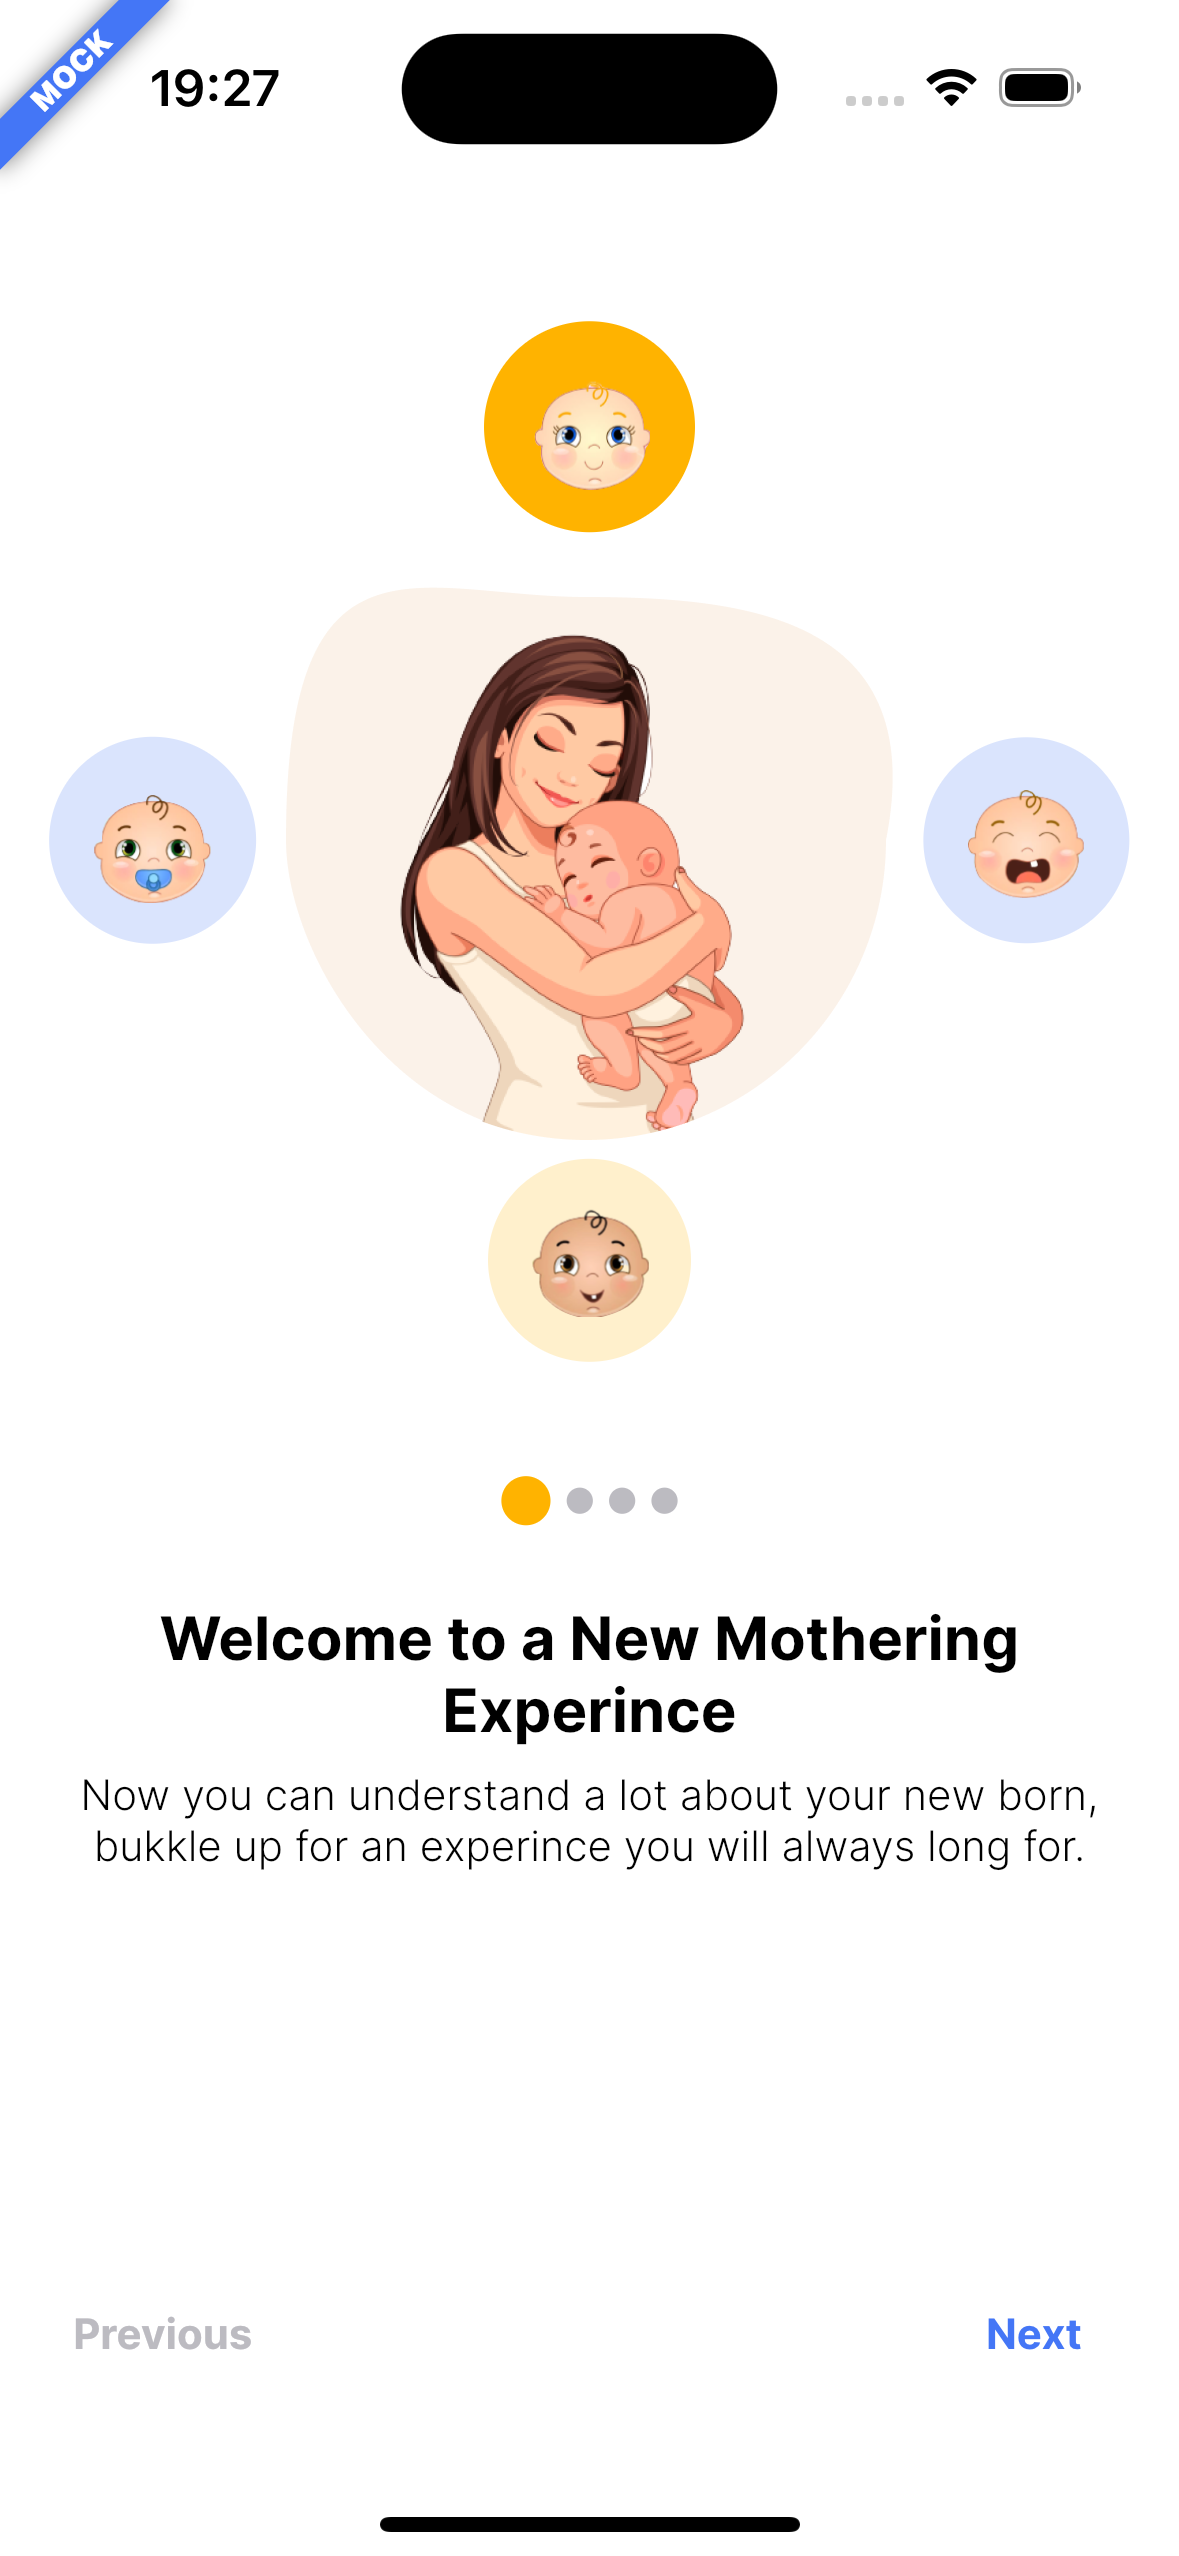 MOCK
19:27
Welcome to a New Mothering
Experince
Now you can understand a lot about your new born,
bukkle up for an experince you will always long for.
Previous
Next